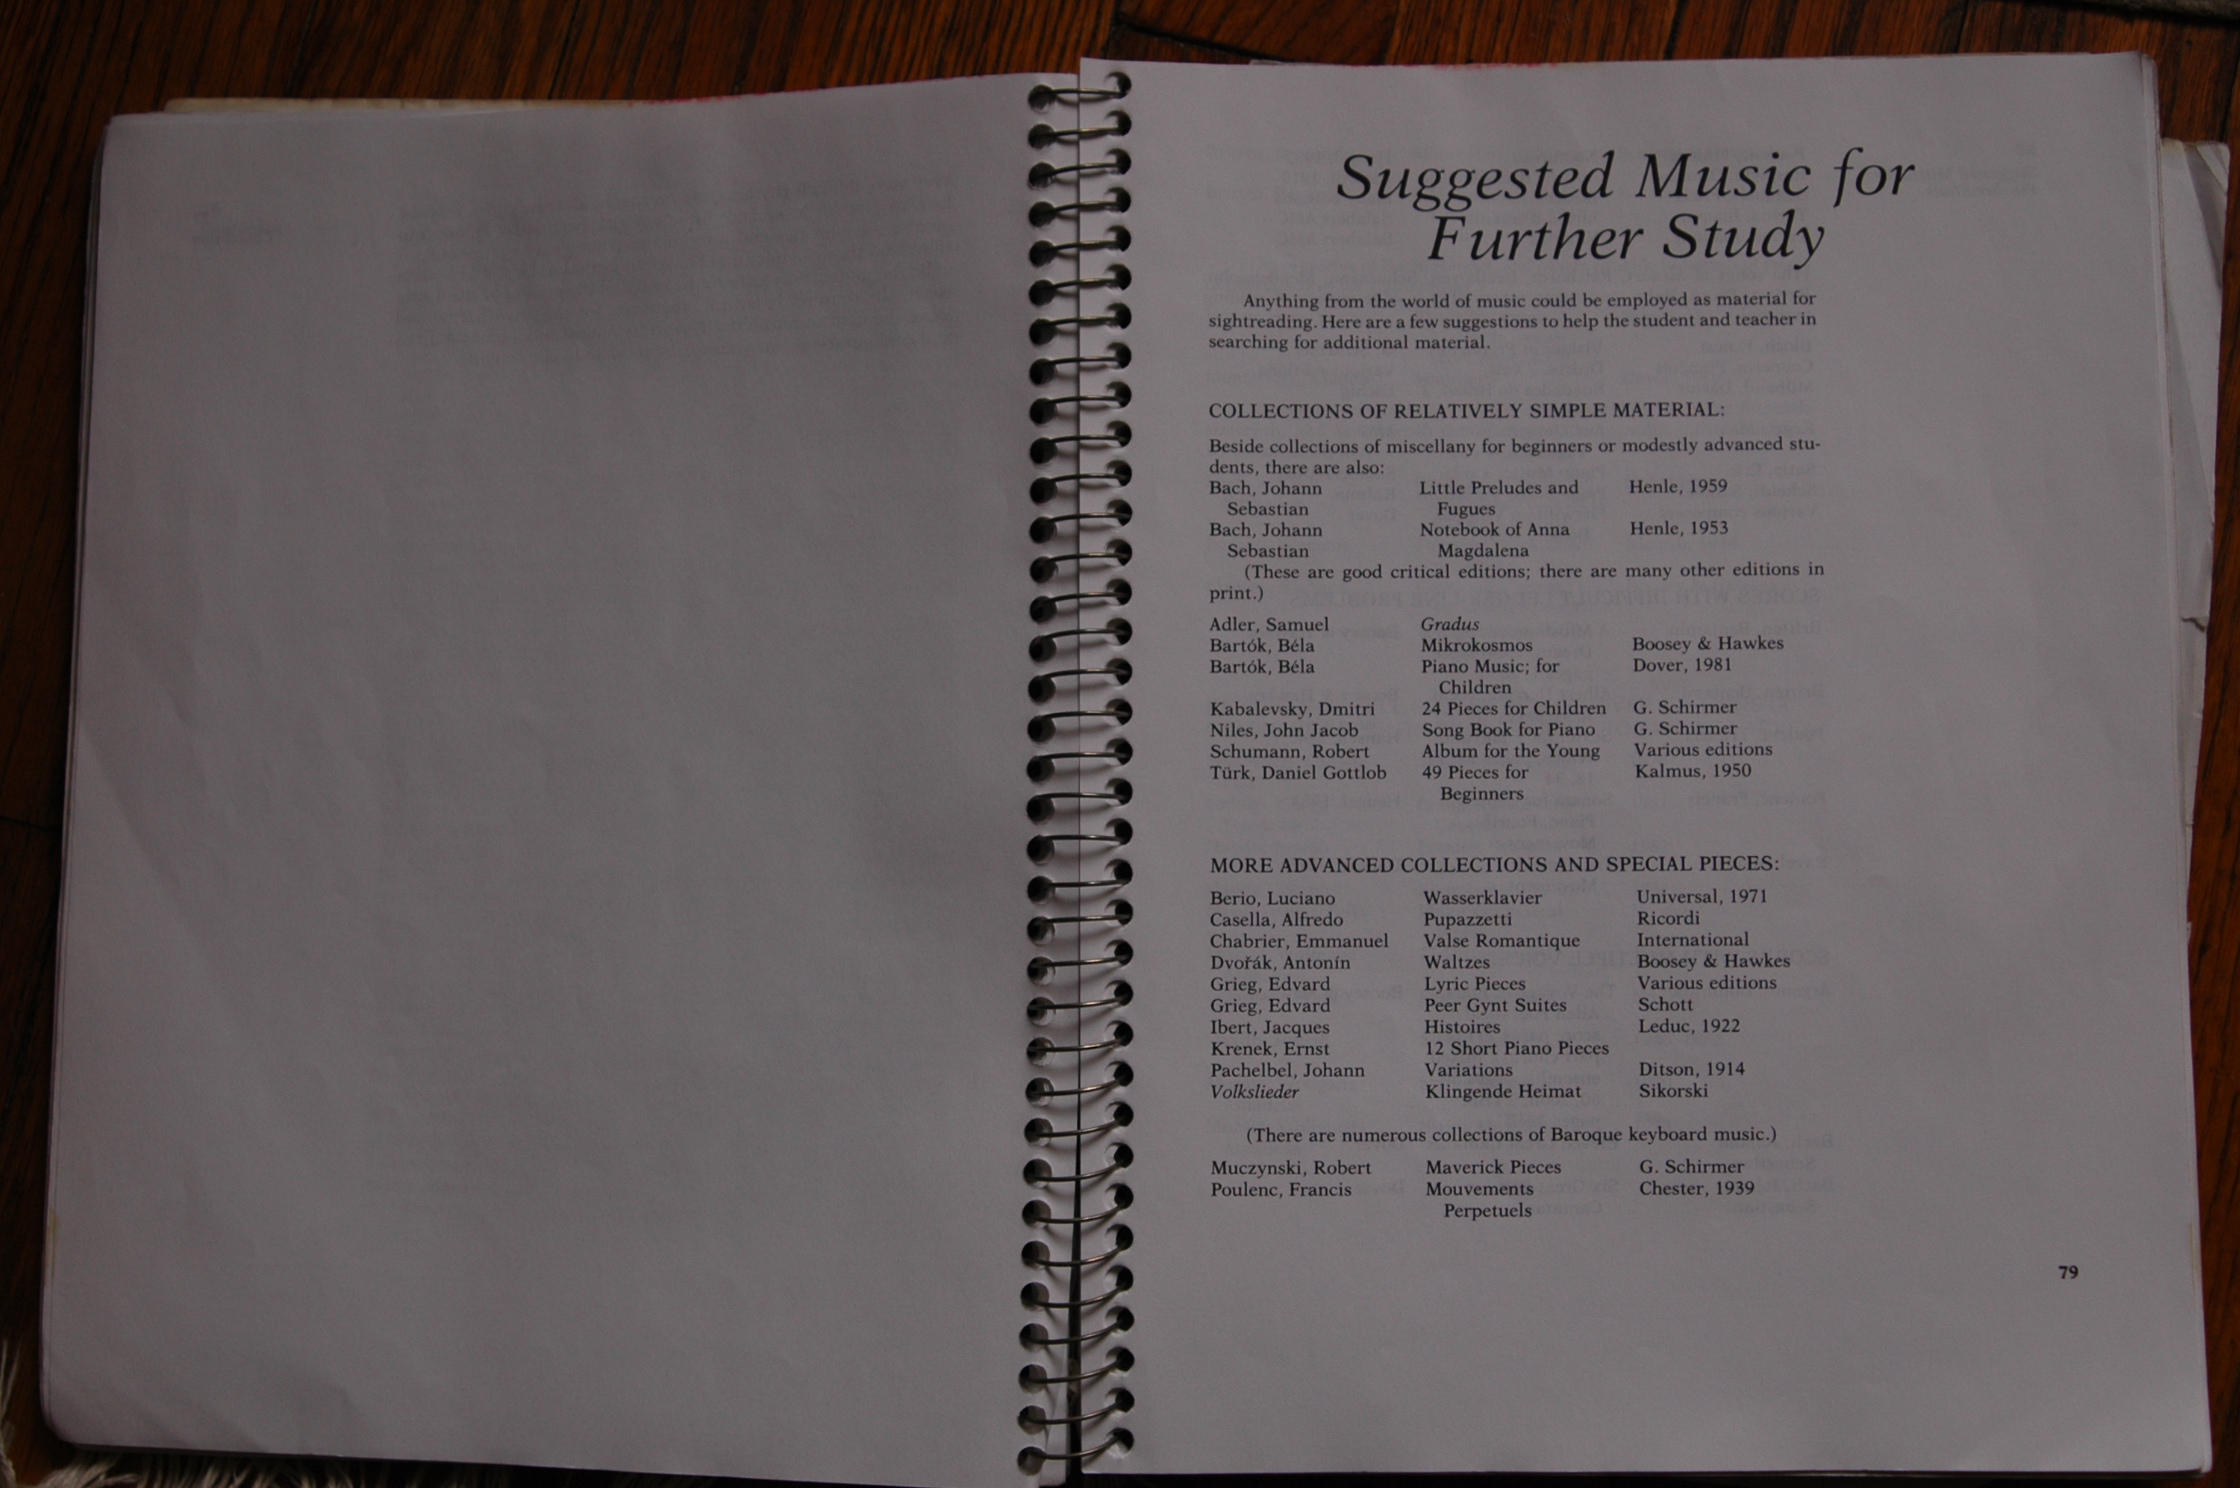 Suggested Music for
Further Study
Anything from the world of music could be employed as material for
sightreading. Here are a few suggestions to help the student and teacher in
searching for additional material.
COLLECTIONS OF RELATIVELY SIMPLE MATERIAL:
Beside collections of miscellany for beginners or modestly advanced stu-
dents, there are also:
Bach, Johann Little Preludes and Henle, 1959
Sebastian Fugues
Bach, Johann Notebook of Anna Henle, 1953
Sebastian Magdalena
(These are good critical editions; there are many other editions in
print.)
Adler, Samuel Gradus
Bartók, Béla Mikrokosmos Boosey & Hawkes
Bartók, Béla Piano Music; for Dover, 1981
Children
Kabalevsky, Dmitri 24 Pieces for Children G. Schirmer
Niles, John Jacob Song Book for Piano G. Schirmer
Schumann, Robert Album for the Young Various editions
Türk, Daniel Gottlob 49 Pieces for Kalmus, 1950
Beginners
MORE ADVANCED COLLECTIONS AND SPECIAL PIECES:
Berio, Luciano Wasserklavier Universal, 1971
Casella, Alfredo Pupazzetti Ricordi
Chabrier, Emmanuel Valse Romantique International
Dvořák, Antonín Waltzes Boosey & Hawkes
Grieg, Edvard Lyric Pieces Various editions
Grieg, Edvard Peer Gynt Suites Schott
Ibert, Jacques Histoires Leduc, 1922
Krenek, Ernst 12 Short Piano Pieces
Pachelbel, Johann Variations Ditson, 1914
Volkslieder Klingende Heimat Sikorski
(There are numerous collections of Baroque keyboard music.)
Muczynski, Robert Maverick Pieces G. Schirmer
Poulenc, Francis Mouvements Chester, 1939
Perpetuels
79